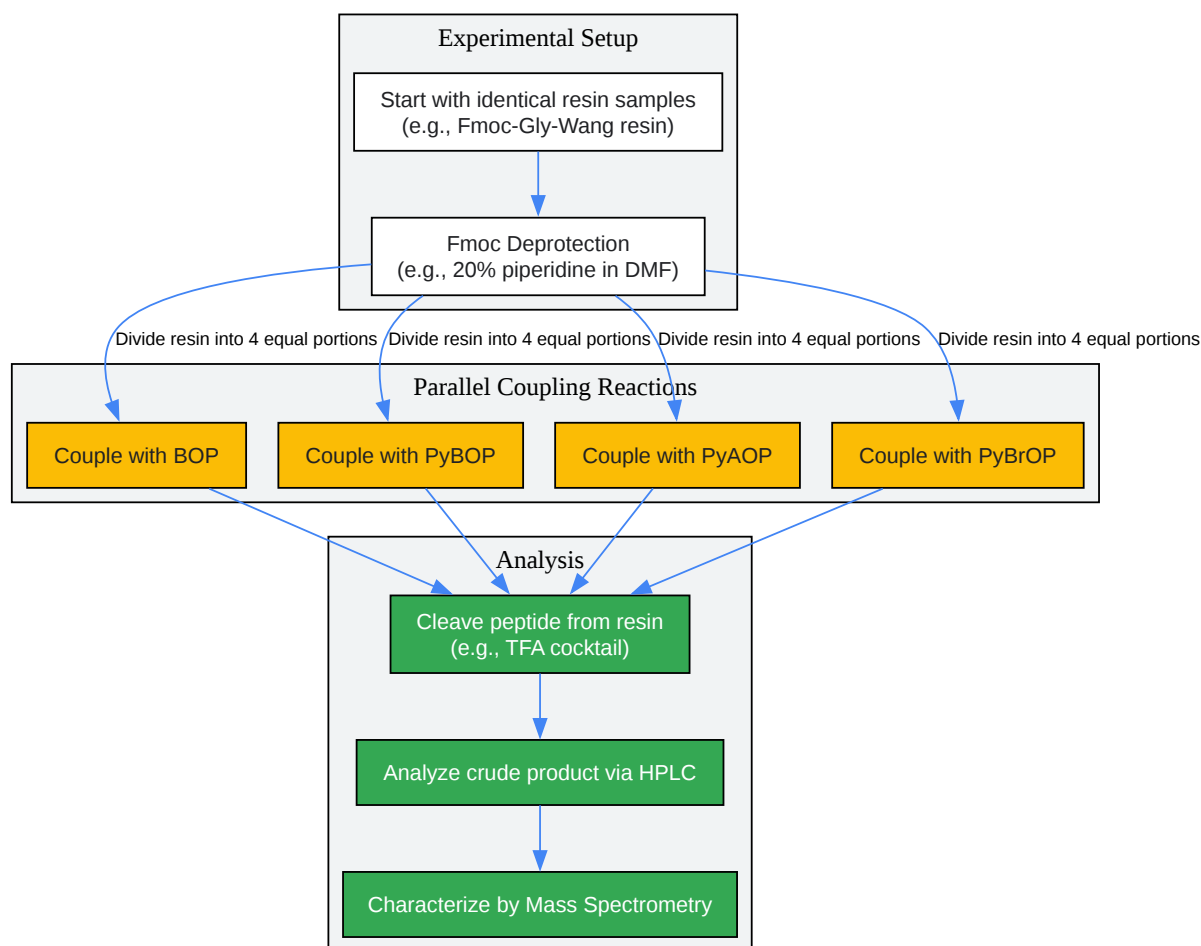 Experimental Setup
Start with identical resin samples
(e.g., Fmoc-Gly-Wang resin)
Fmoc Deprotection
(e.g., 20% piperidine in DMF)
Divide resin into 4 equal portions
Divide resin into 4 equal portions
Divide resin into 4 equal portions
Divide resin into 4 equal portions
Parallel Coupling Reactions
Couple with BOP
Couple with PyBOP
Couple with PyAOP
Couple with PyBrOP
Analysis
Cleave peptide from resin
(e.g., TFA cocktail)
Analyze crude product via HPLC
Characterize by Mass Spectrometry